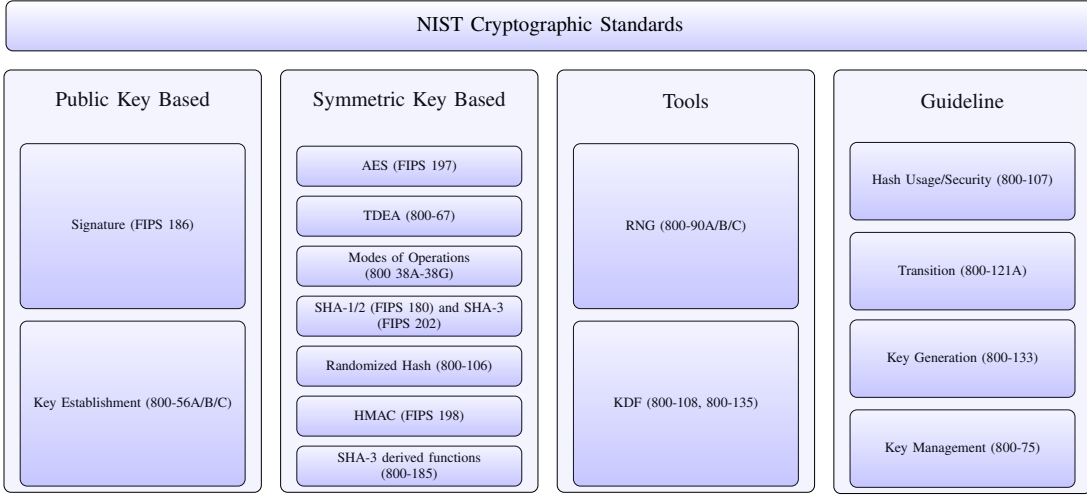 NIST Cryptographic Standards
Public Key Based
Signature (FIPS 186)
Key Establishment (800-56A/B/C)
Symmetric Key Based
AES (FIPS 197)
TDEA (800-67)
Modes of Operations
(800 38A-38G)
SHA-1/2 (FIPS 180) and SHA-3
(FIPS 202)
Randomized Hash (800-106)
HMAC (FIPS 198)
SHA-3 derived functions
(800-185)
Tools
RNG (800-90A/B/C)
KDF (800-108, 800-135)
Guideline
Hash Usage/Security (800-107)
Transition (800-121A)
Key Generation (800-133)
Key Management (800-75)